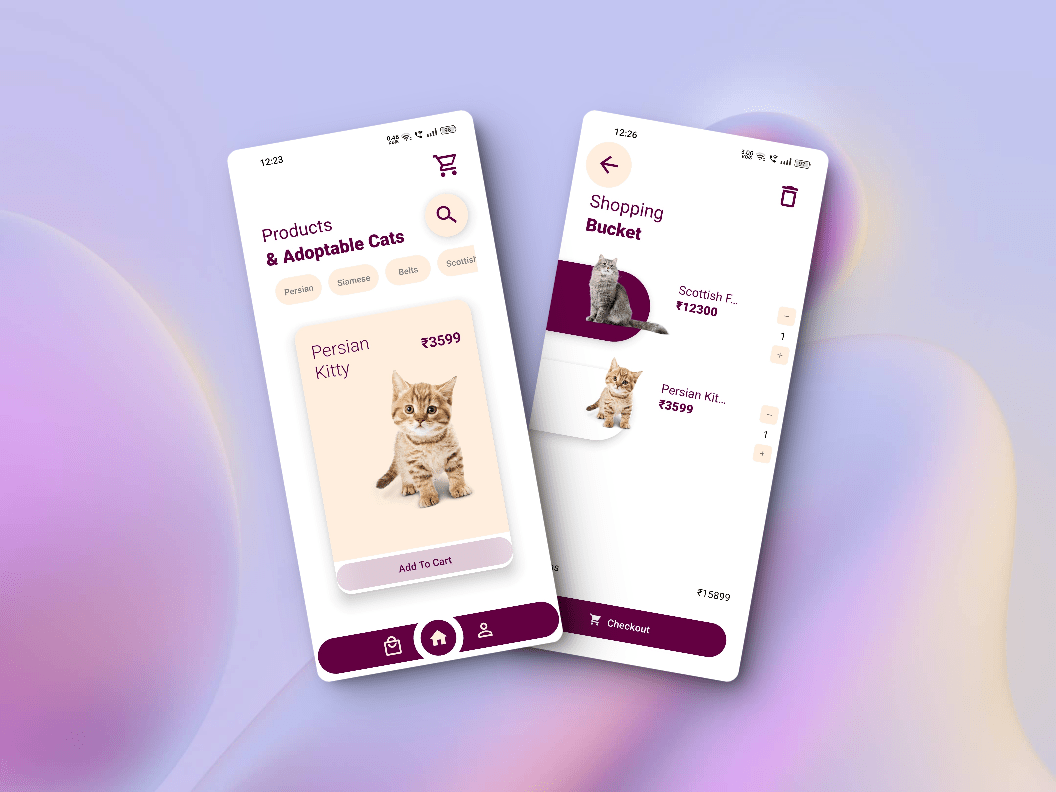 12:23
Products
& Adoptable Cats
Persian
Siamese
Belts
Scottish
Persian
Kitty
₹3599
Add To Cart
12:26
Shopping
Bucket
Scottish F...
₹12300
-
1
+
Persian Kit...
₹3599
-
1
+
₹15899
Checkout